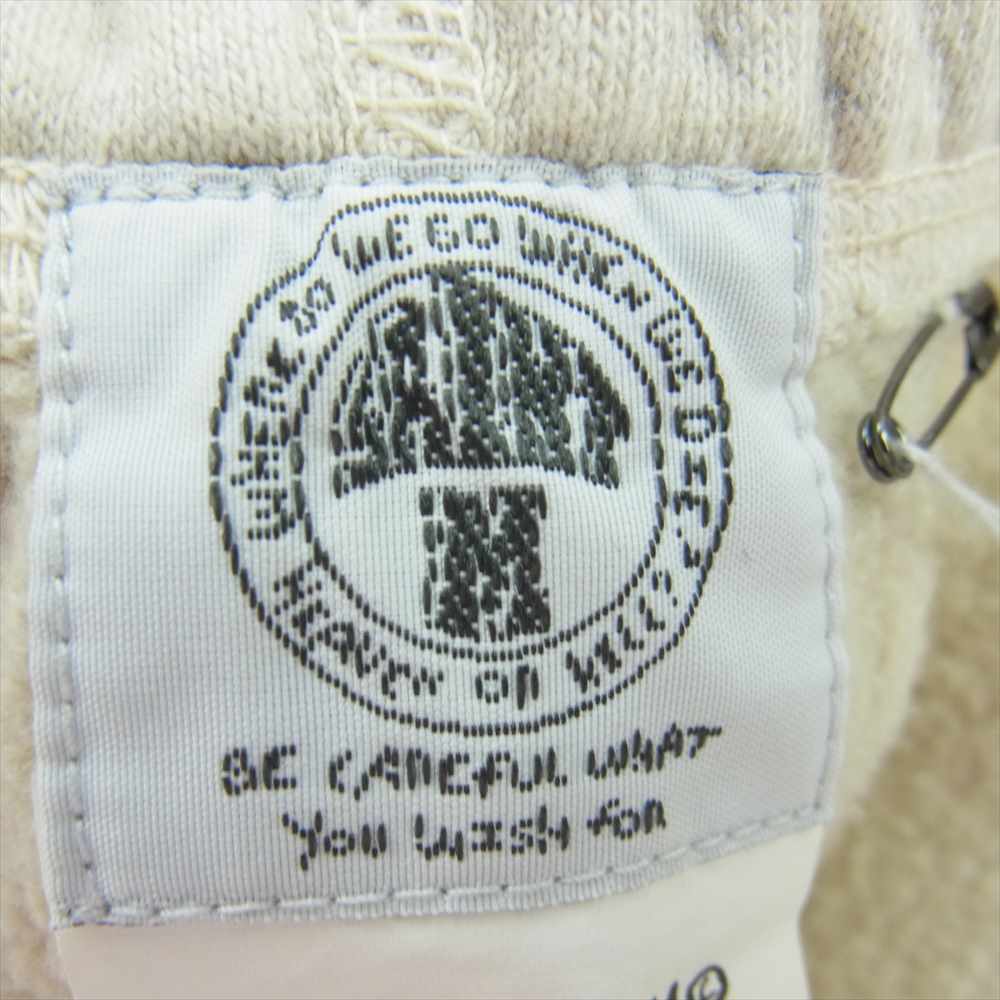 WHERE DO WE GO WHEN WE DIE?
HEAVEN OR HELL?
SAINT
M
BE CAREFUL WHAT
YOU WISH FOR
©